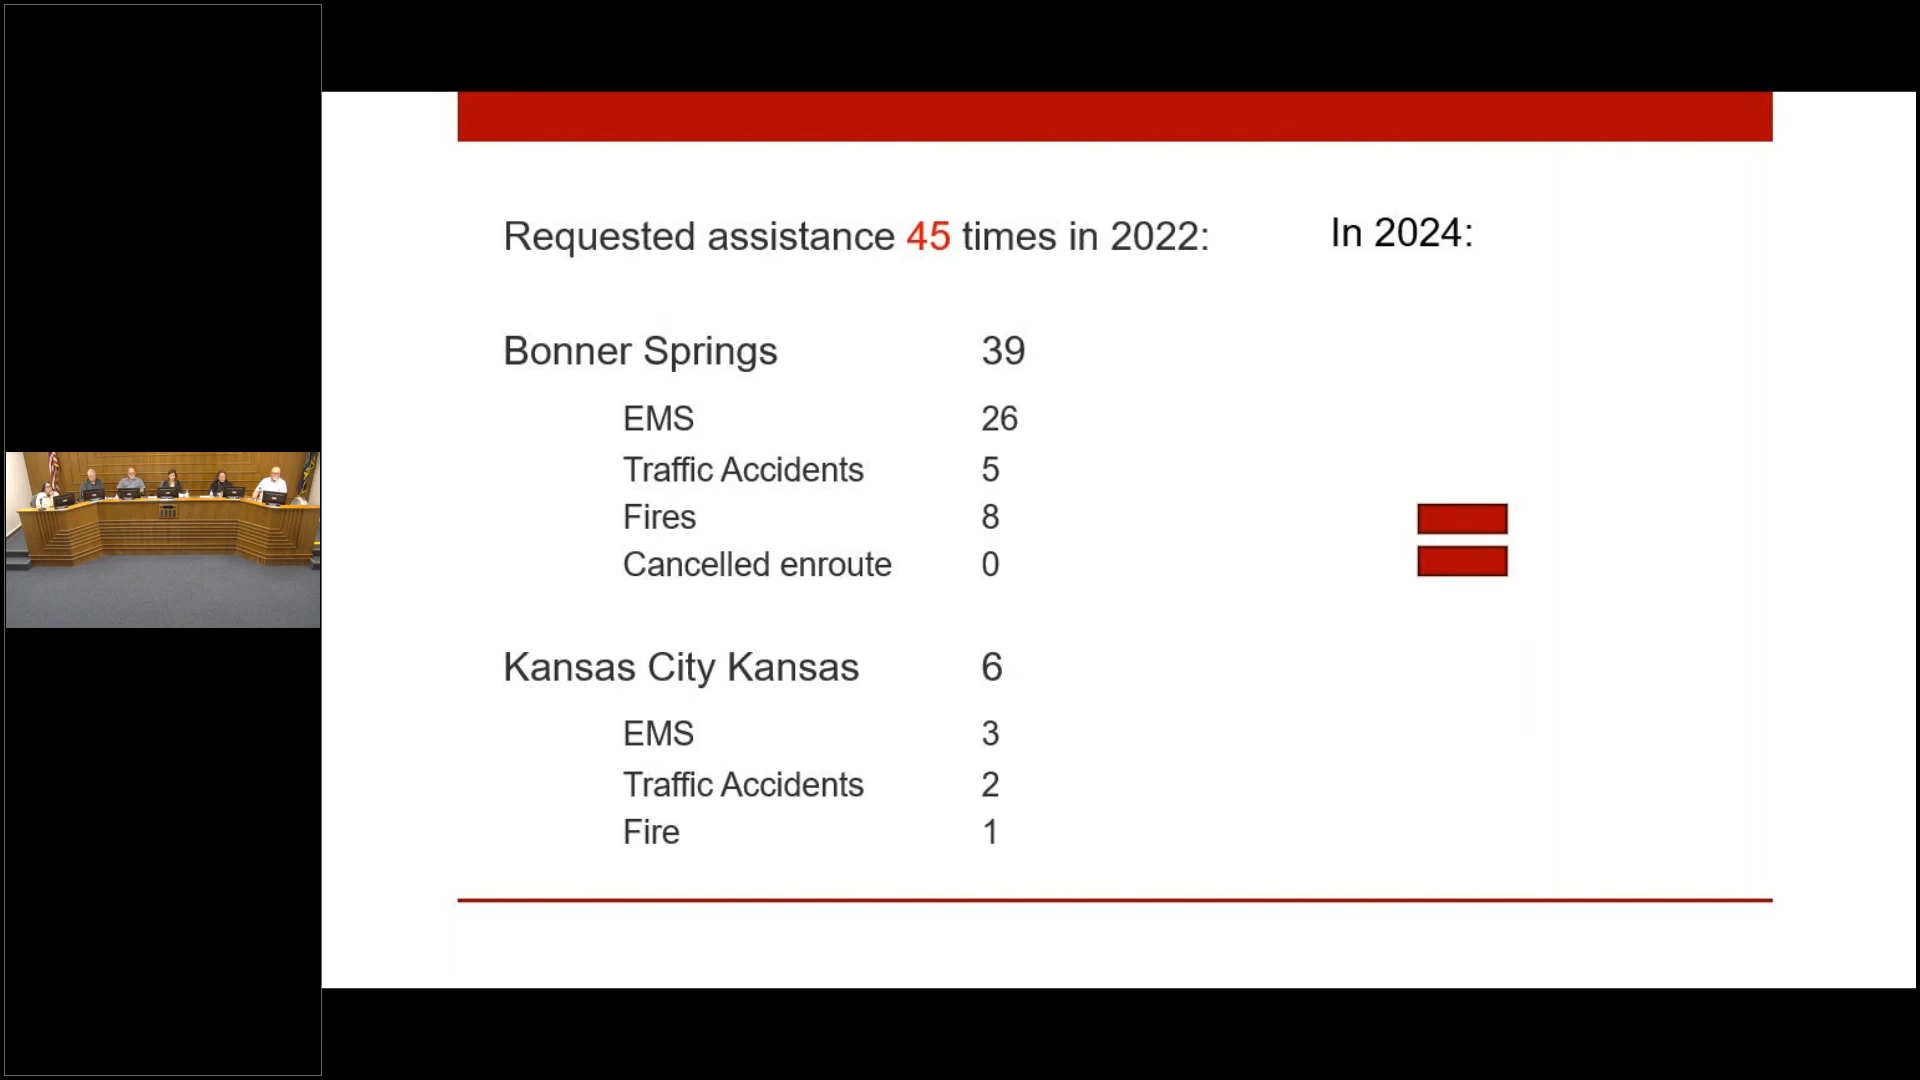 Requested assistance 45 times in 2022: In 2024:
Bonner Springs 39
EMS 26
Traffic Accidents 5
Fires 8
Cancelled enroute 0
Kansas City Kansas 6
EMS 3
Traffic Accidents 2
Fire 1